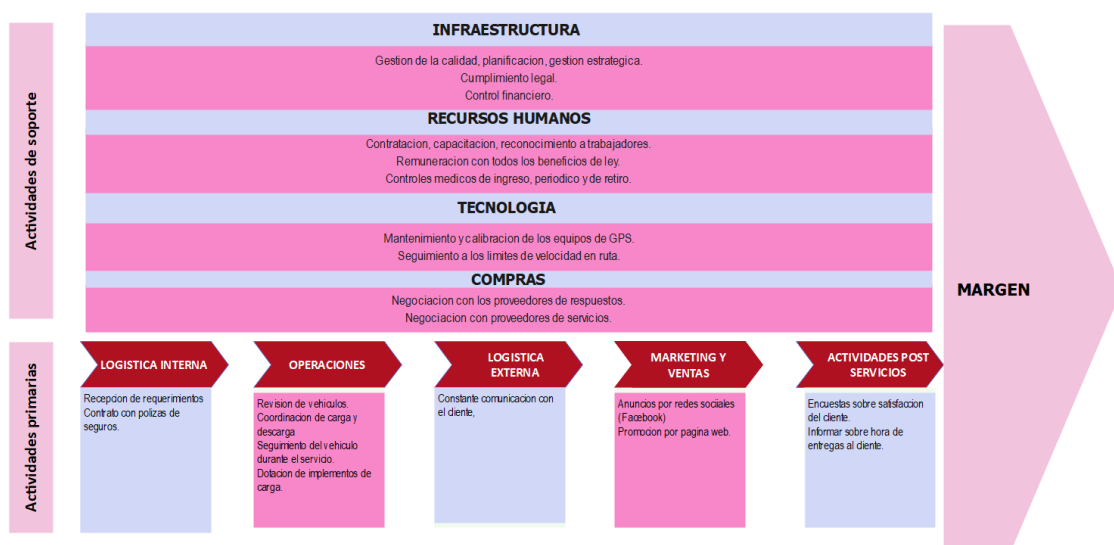 Actividades de soporte
INFRAESTRUCTURA
Gestion de la calidad, planificacion, gestion estrategica.
Cumplimiento legal.
Control financiero.
RECURSOS HUMANOS
Contratacion, capacitacion, reconocimiento a trabajadores.
Remuneracion con todos los beneficios de ley.
Controles medicos de ingreso, periodico y de retiro.
TECNOLOGIA
Mantenimiento y calibracion de los equipos de GPS.
Seguimiento a los limites de velocidad en ruta.
COMPRAS
Negociacion con los proveedores de respuestos.
Negociacion con proveedores de servicios.
MARGEN
Actividades primarias
LOGISTICA INTERNA
Recepcion de requerimientos
Contrato con polizas de
seguros.
OPERACIONES
Revision de vehiculos.
Coordinacion de carga y
descarga
Seguimiento del vehiculo
durante el servicio.
Dotacion de implementos de
carga.
LOGISTICA
EXTERNA
Constante comunicacion con
el cliente,
MARKETING Y
VENTAS
Anuncios por redes sociales
(Facebook)
Promocion por pagina web.
ACTIVIDADES POST
SERVICIOS
Encuestas sobre satisfaccion
del cliente.
Informar sobre hora de
entregas al cliente.